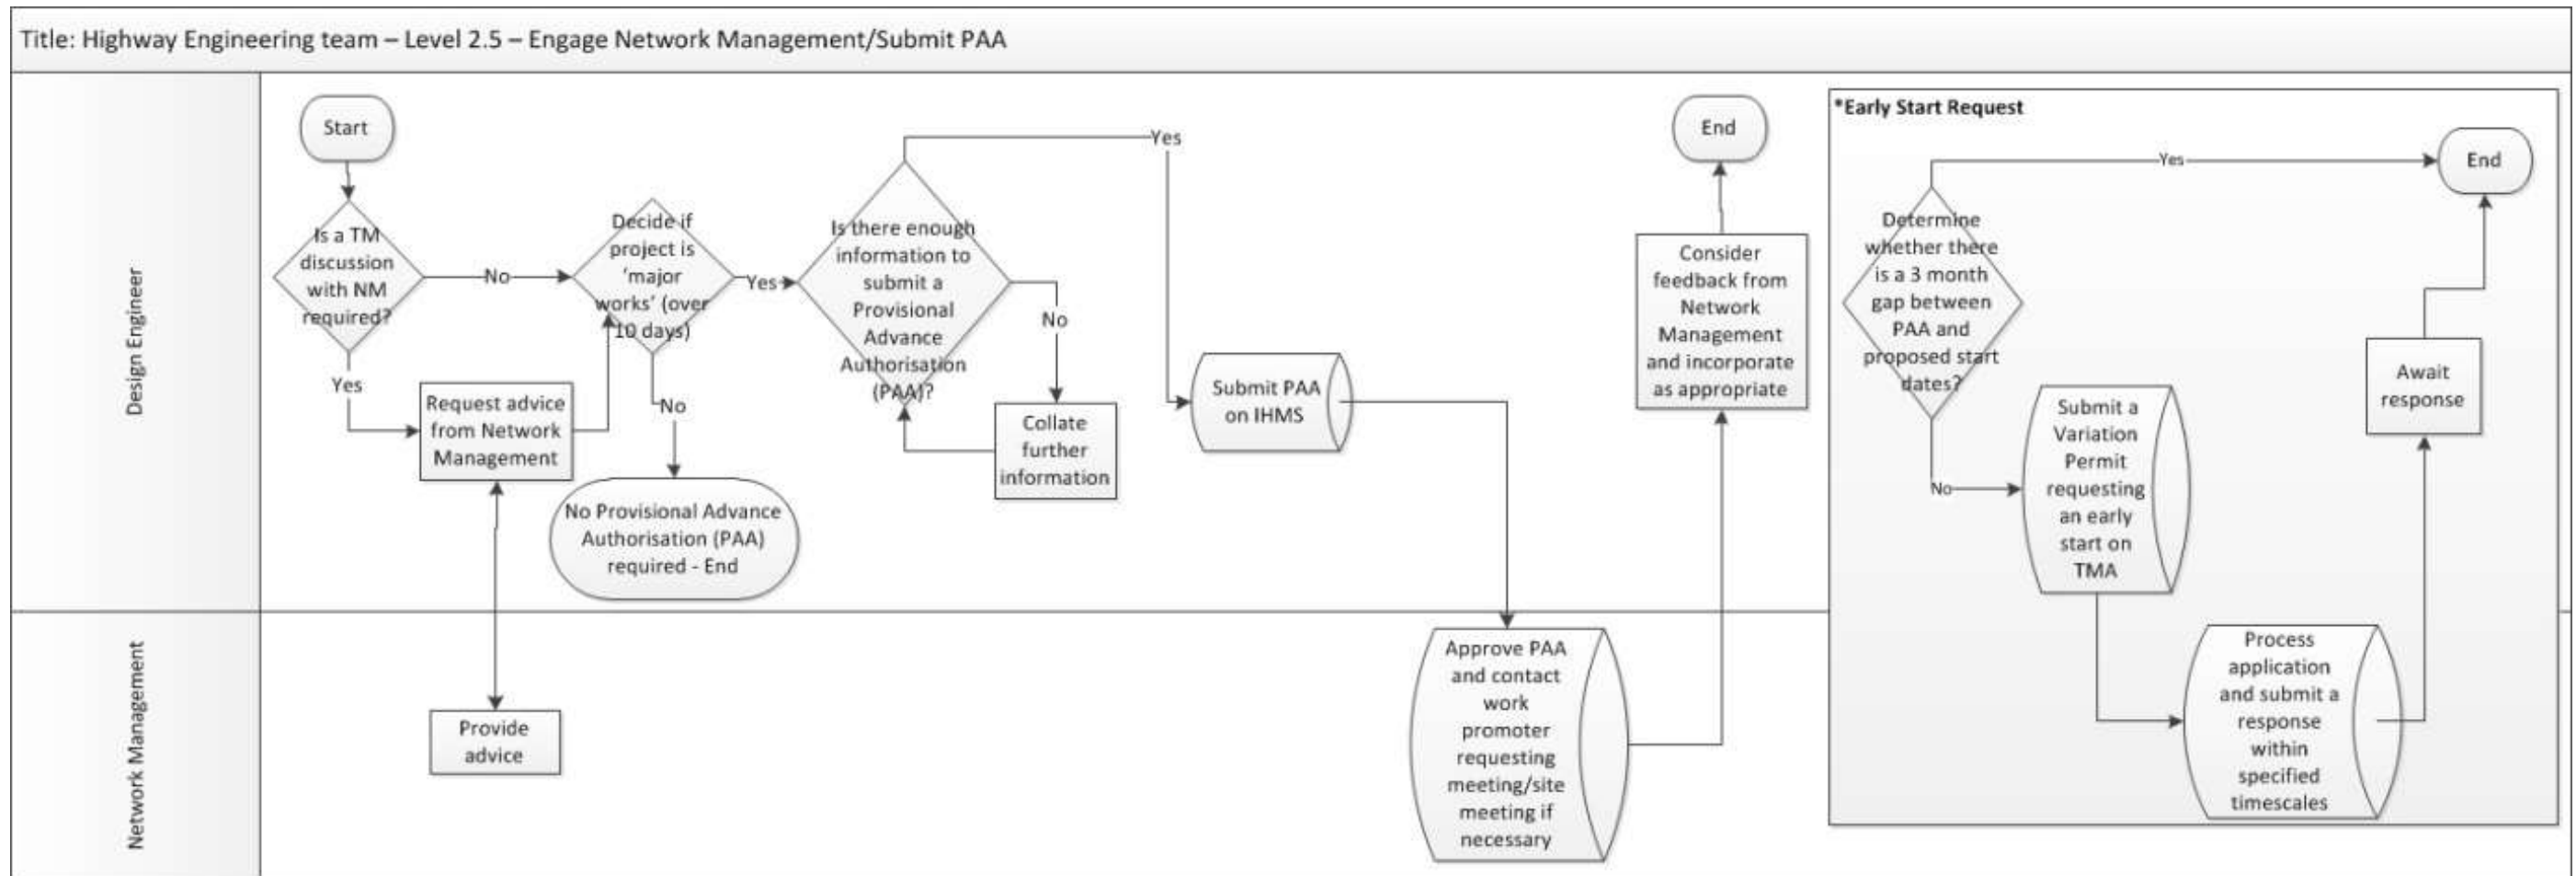 Title: Highway Engineering team – Level 2.5 – Engage Network Management/Submit PAA
Design Engineer
Start
Is a TM
discussion
with NM
required?
No
Yes
Request advice
from Network
Management
Decide if
project is
‘major
works’ (over
10 days)
Yes
No
No Provisional Advance
Authorisation (PAA)
required - End
Is there enough
information to
submit a
Provisional
Advance
Authorisation
(PAA)?
Yes
No
Collate
further
information
Submit PAA
on IHMS
End
Consider
feedback from
Network
Management
and incorporate
as appropriate
Network Management
Provide
advice
Approve PAA
and contact
work
promoter
requesting
meeting/site
meeting if
necessary
*Early Start Request
Yes
End
Determine
whether there
is a 3 month
gap between
PAA and
proposed start
dates?
No
Submit a
Variation
Permit
requesting
an early
start on
TMA
Await
response
Process
application
and submit a
response
within
specified
timescales